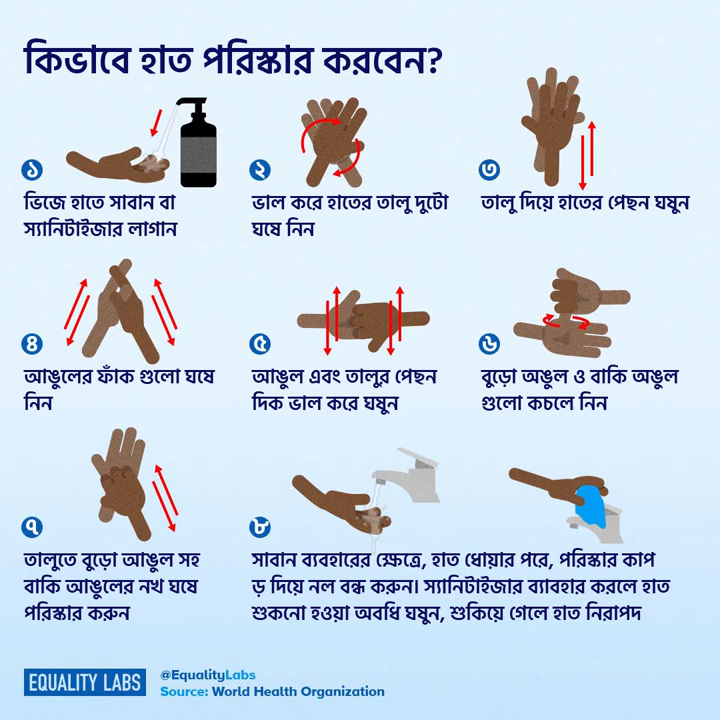 কিভাবে হাত পরিস্কার করবেন?
১
ভিজে হাতে সাবান বা
স্যানিটাইজার লাগান
২
ভাল করে হাতের তালু দুটো
ঘষে নিন
৩
তালু দিয়ে হাতের পেছন ঘষুন
৪
আঙুলের ফাঁক গুলো ঘষে
নিন
৫
আঙুল এবং তালুর পেছন
দিক ভাল করে ঘষুন
৬
বুড়ো অঙুল ও বাকি অঙুল
গুলো কচলে নিন
৭
তালুতে বুড়ো আঙুল সহ
বাকি আঙুলের নখ ঘষে
পরিস্কার করুন
৮
সাবান ব্যবহারের ক্ষেত্রে, হাত ধোয়ার পরে, পরিস্কার কাপ
ড় দিয়ে নল বন্ধ করুন। স্যানিটাইজার ব্যাবহার করলে হাত
শুকনো হওয়া অবধি ঘষুন, শুকিয়ে গেলে হাত নিরাপদ
EQUALITY LABS
@EqualityLabs
Source: World Health Organization